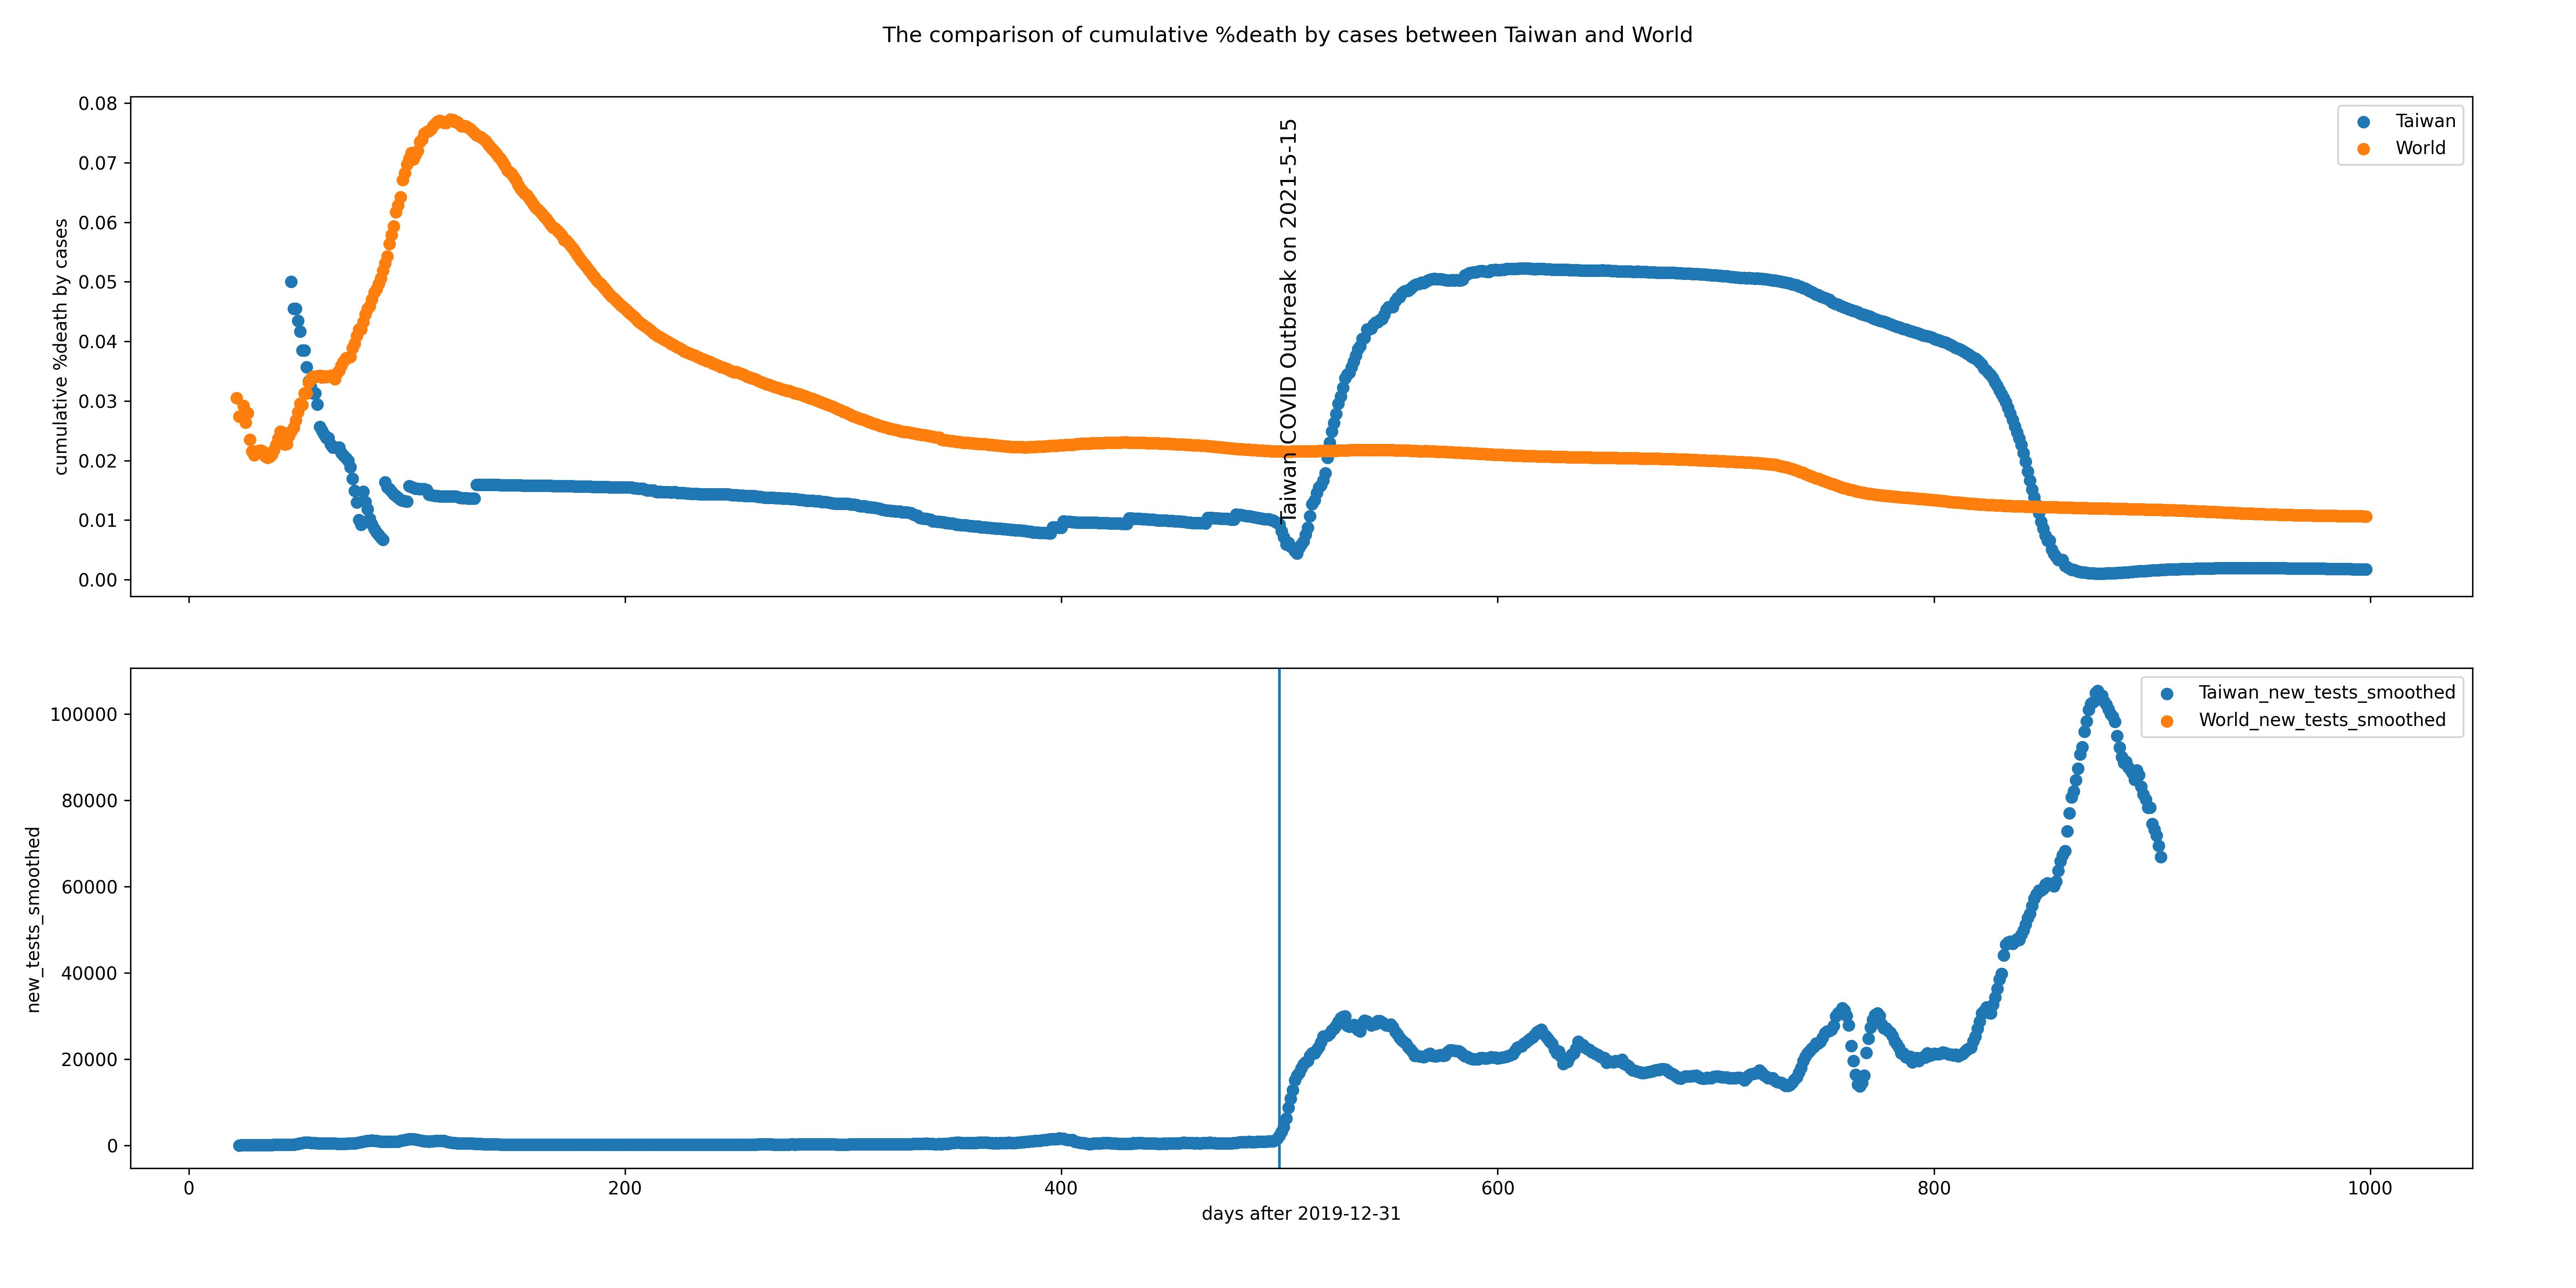 The comparison of cumulative %death by cases between Taiwan and World
cumulative %death by cases
0.08
0.07
0.06
0.05
0.04
0.03
0.02
0.01
0.00
Taiwan COVID Outbreak on 2021-5-15
Taiwan
World
new_tests_smoothed
100000
80000
60000
40000
20000
0
Taiwan_new_tests_smoothed
World_new_tests_smoothed
0 200 400 600 800 1000
days after 2019-12-31